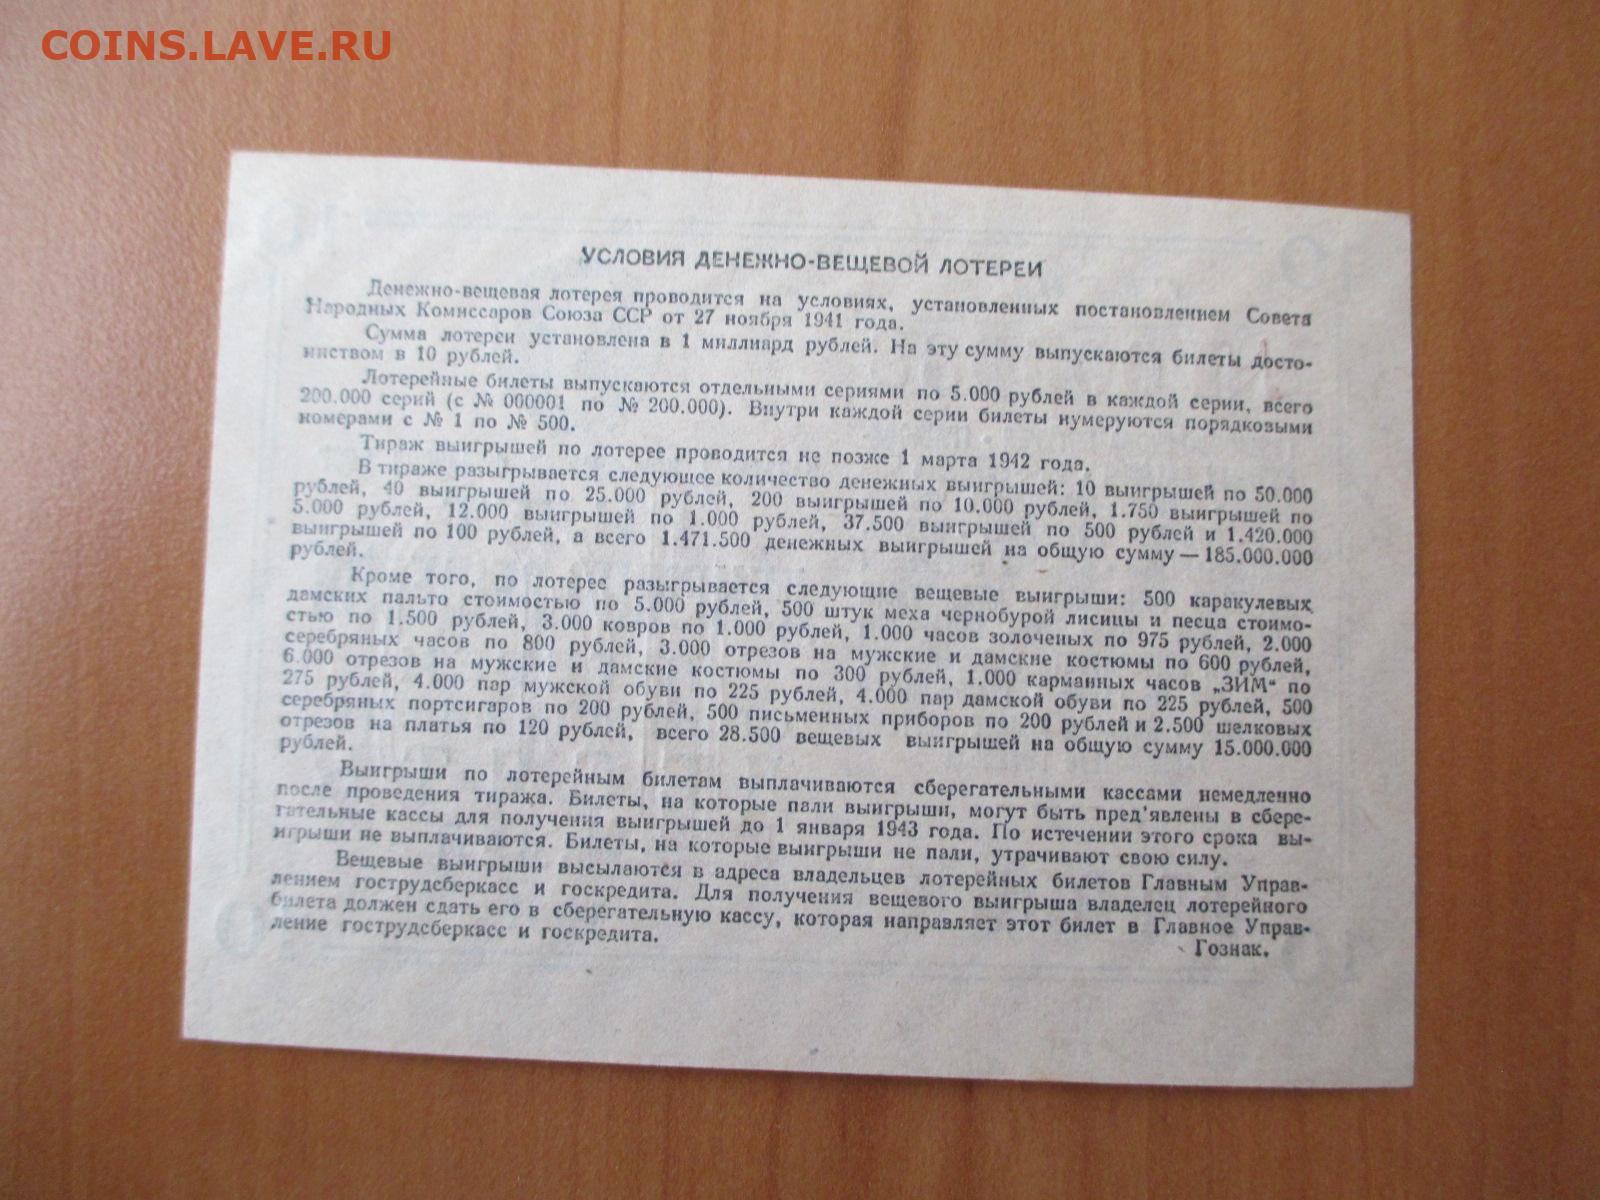 COINS.LAVE.RU
УСЛОВИЯ ДЕНЕЖНО-ВЕЩЕВОЙ ЛОТЕРЕИ
Денежно-вещевая лотерея проводится на условиях, установленных постановлением Совета
Народных Комиссаров Союза ССР от 27 ноября 1941 года.
Сумма лотереи установлена в 1 миллиард рублей. На эту сумму выпускаются билеты досто-
инством в 10 рублей.
Лотерейные билеты выпускаются отдельными сериями по 5.000 рублей в каждой серии, всего
200.000 серий (с № 000001 по № 200.000). Внутри каждой серии билеты нумеруются порядковыми
номерами с № 1 по № 500.
Тираж выигрышей по лотерее проводится не позже 1 марта 1942 года.
В тираже разыгрывается следующее количество денежных выигрышей: 10 выигрышей по 50.000
рублей, 40 выигрышей по 25.000 рублей, 200 выигрышей по 10.000 рублей, 1.750 выигрышей по
5.000 рублей, 12.000 выигрышей по 1.000 рублей, 37.500 выигрышей по 500 рублей и 1.420.000
выигрышей по 100 рублей, а всего 1.471.500 денежных выигрышей на общую сумму — 185.000.000
рублей.
Кроме того, по лотерее разыгрывается следующие вещевые выигрыши: 500 каракулевых
дамских пальто стоимостью по 5.000 рублей, 500 штук меха чернобурой лисицы и песца стоимо-
стью по 1.500 рублей, 3.000 ковров по 1.000 рублей, 1.000 часов золоченых по 975 рублей, 2.000
серебряных часов по 800 рублей, 3.000 отрезов на мужские и дамские костюмы по 600 рублей,
6.000 отрезов на мужские и дамские костюмы по 300 рублей, 1.000 карманных часов „ЗИМ“ по
275 рублей, 4.000 пар мужской обуви по 225 рублей, 4.000 пар дамской обуви по 225 рублей, 500
серебряных портсигаров по 200 рублей, 500 письменных приборов по 200 рублей и 2.500 шелковых
отрезов на платья по 120 рублей, всего 28.500 вещевых выигрышей на общую сумму 15.000.000
рублей.
Выигрыши по лотерейным билетам выплачиваются сберегательными кассами немедленно
после проведения тиража. Билеты, на которые пали выигрыши, могут быть пред'явлены в сбере-
гательные кассы для получения выигрышей до 1 января 1943 года. По истечении этого срока вы-
игрыши не выплачиваются. Билеты, на которые выигрыши не пали, утрачивают свою силу.
Вещевые выигрыши высылаются в адреса владельцев лотерейных билетов Главным Управ-
лением гострудсберкасс и госкредита. Для получения вещевого выигрыша владелец лотерейного
билета должен сдать его в сберегательную кассу, которая направляет этот билет в Главное Управ-
ление гострудсберкасс и госкредита.
Гознак.